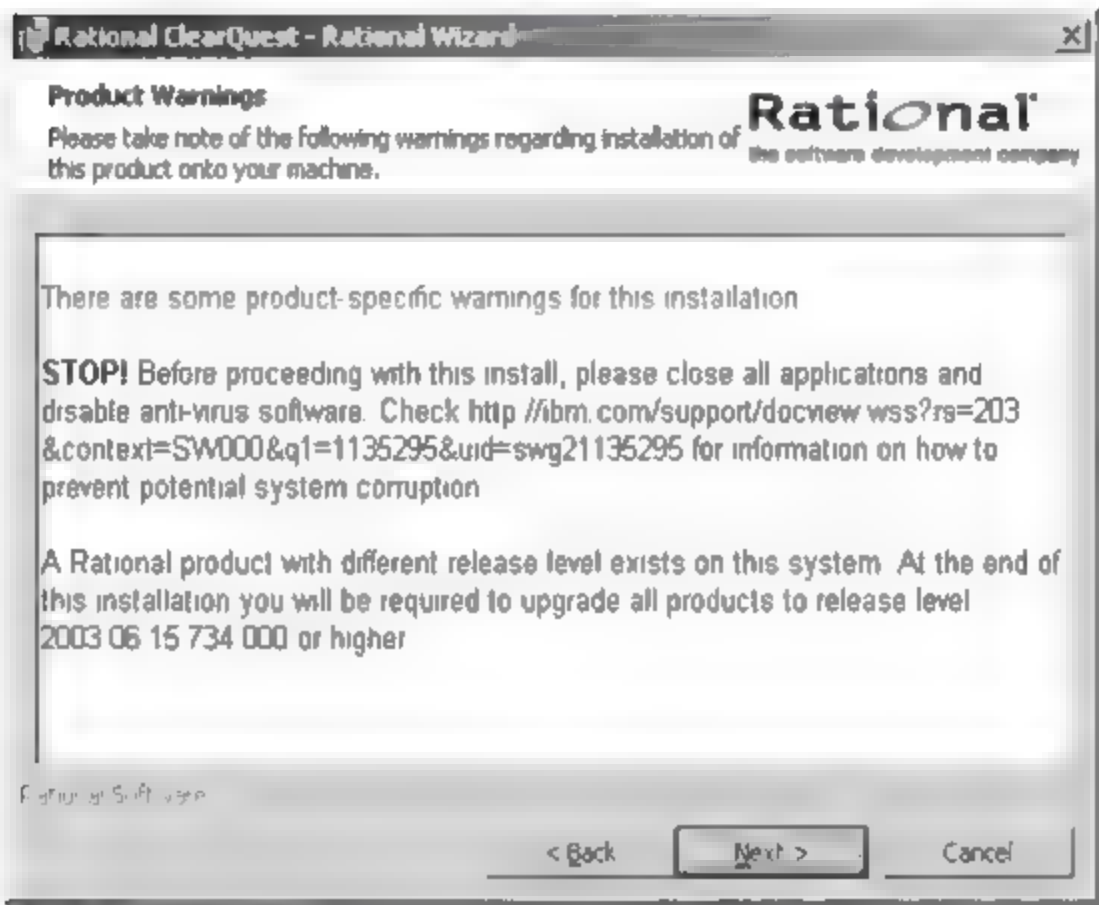 Rational ClearQuest - Rational Wizard
Product Warnings
Please take note of the following warnings regarding installation of
this product onto your machine.
Rational
the software development company
There are some product-specific warnings for this installation
STOP! Before proceeding with this install, please close all applications and
disable anti-virus software. Check http //ibm.com/support/docview wss?rs=203
&context=SW000&q1=1135295&uid=swg21135295 for information on how to
prevent potential system corruption
A Rational product with different release level exists on this system At the end of
this installation you will be required to upgrade all products to release level
2003 06 15 734 000 or higher
Rational Software
< Back
Next >
Cancel